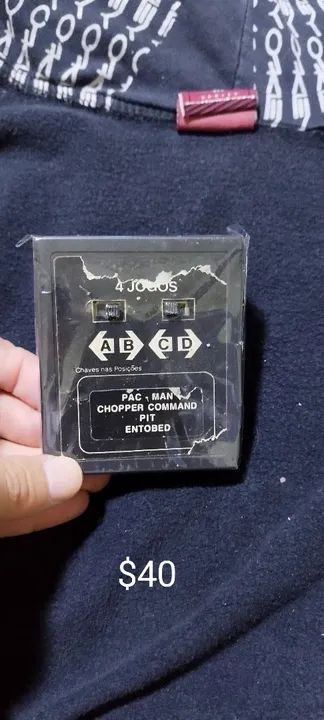 4 JOGOS
A B C D
Chaves nas Posições
PAC - MAN
CHOPPER COMMAND
PIT
ENTOBED
$40